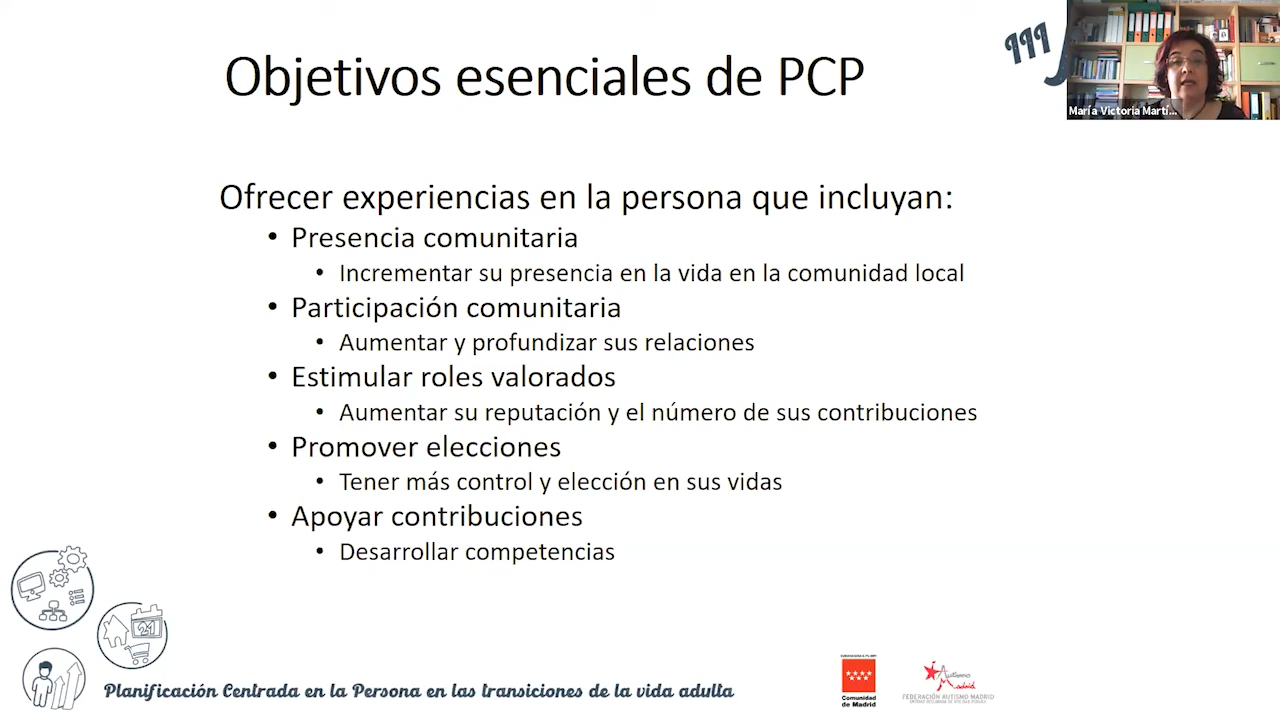 Objetivos esenciales de PCP
María Victoria Martí...
Ofrecer experiencias en la persona que incluyan:
• Presencia comunitaria
• Incrementar su presencia en la vida en la comunidad local
• Participación comunitaria
• Aumentar y profundizar sus relaciones
• Estimular roles valorados
• Aumentar su reputación y el número de sus contribuciones
• Promover elecciones
• Tener más control y elección en sus vidas
• Apoyar contribuciones
• Desarrollar competencias
21
Planificación Centrada en la Persona en las transiciones de la vida adulta
Comunidad
de Madrid
Autismo
Madrid
FEDERACIÓN AUTISMO MADRID